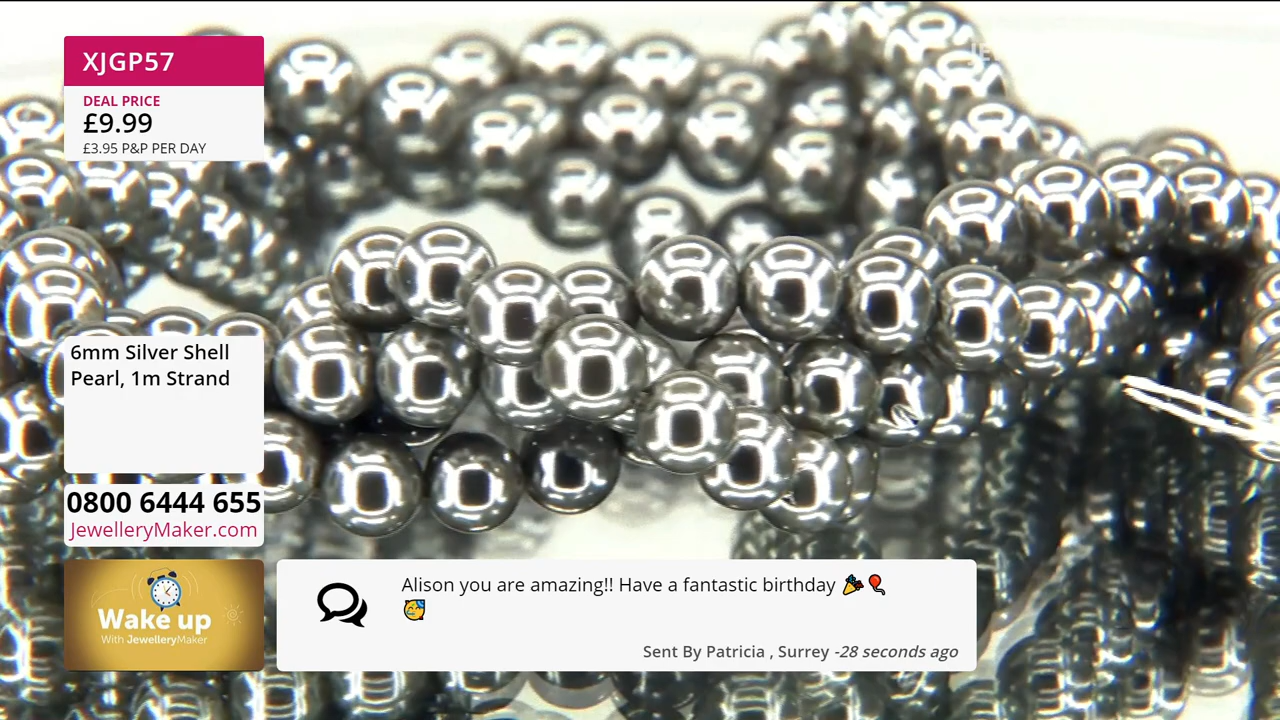 XJGP57
DEAL PRICE
£9.99
£3.95 P&P PER DAY
6mm Silver Shell
Pearl, 1m Strand
0800 6444 655
JewelleryMaker.com
Wake up
With JewelleryMaker
Alison you are amazing!! Have a fantastic birthday 🎉🎈
🥳
Sent By Patricia , Surrey -28 seconds ago